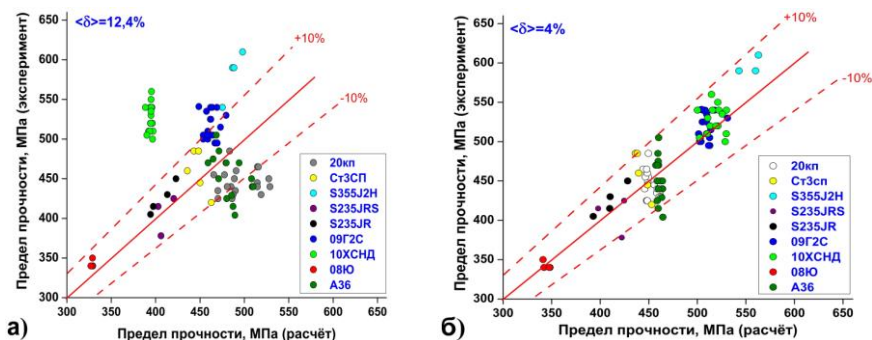 <δ>=12,4%
+10%
-10%
650
600
550
500
450
400
350
300
300 350 400 450 500 550 600 650
Предел прочности, МПа (эксперимент)
Предел прочности, МПа (расчёт)
20кп
Ст3СП
S355J2H
S235JRS
S235JR
09Г2С
10ХСНД
08Ю
А36
а)
<δ>=4%
+10%
-10%
650
600
550
500
450
400
350
300
300 350 400 450 500 550 600 650
Предел прочности, МПа (эксперимент)
Предел прочности, МПа (расчёт)
20кп
Ст3сп
S355J2H
S235JRS
S235JR
09Г2С
10ХСНД
08Ю
А36
б)